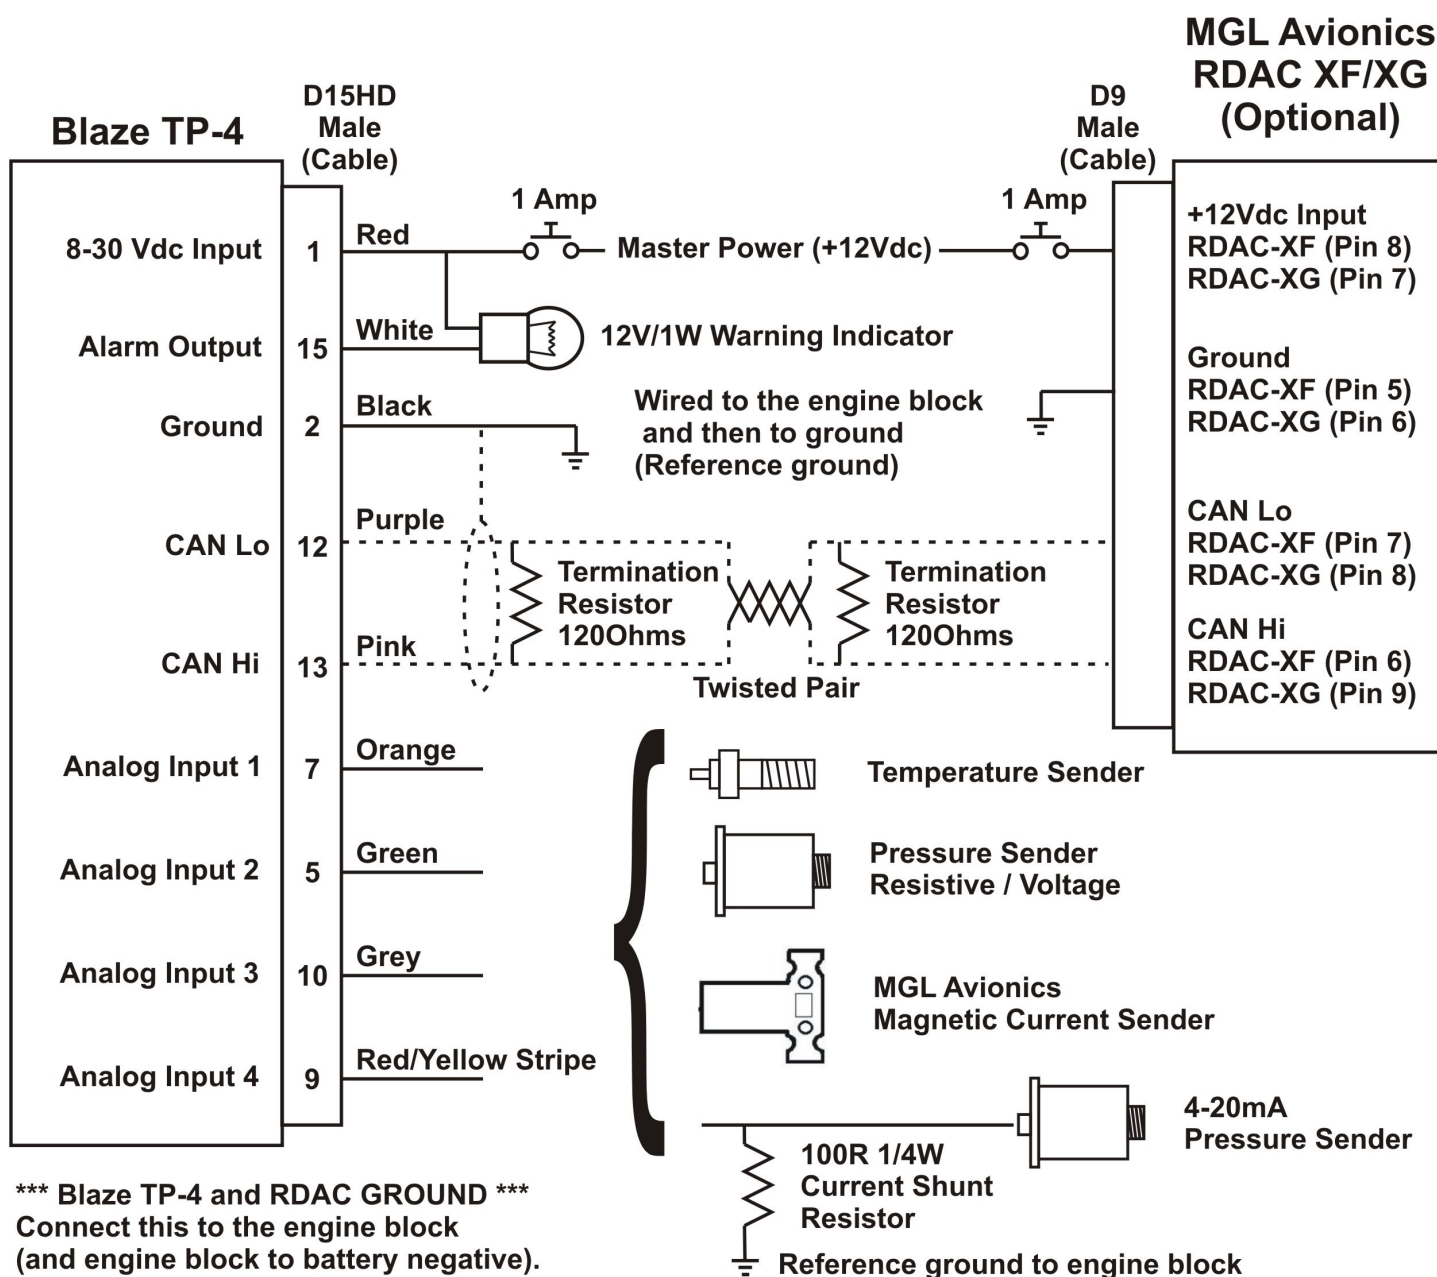 MGL Avionics
RDAC XF/XG
(Optional)
D15HD
Male
(Cable)
D9
Male
(Cable)
Blaze TP-4
1 Amp
1 Amp
8-30 Vdc Input
1
Red
Master Power (+12Vdc)
+12Vdc Input
RDAC-XF (Pin 8)
RDAC-XG (Pin 7)
Alarm Output
15
White
12V/1W Warning Indicator
Ground
RDAC-XF (Pin 5)
RDAC-XG (Pin 6)
Ground
2
Black
Wired to the engine block
and then to ground
(Reference ground)
CAN Lo
12
Purple
CAN Lo
RDAC-XF (Pin 7)
RDAC-XG (Pin 8)
Termination
Resistor
120Ohms
Termination
Resistor
120Ohms
CAN Hi
13
Pink
CAN Hi
RDAC-XF (Pin 6)
RDAC-XG (Pin 9)
Twisted Pair
Analog Input 1
7
Orange
Temperature Sender
Analog Input 2
5
Green
Pressure Sender
Resistive / Voltage
Analog Input 3
10
Grey
MGL Avionics
Magnetic Current Sender
Analog Input 4
9
Red/Yellow Stripe
4-20mA
Pressure Sender
100R 1/4W
Current Shunt
Resistor
Reference ground to engine block
*** Blaze TP-4 and RDAC GROUND ***
Connect this to the engine block
(and engine block to battery negative).